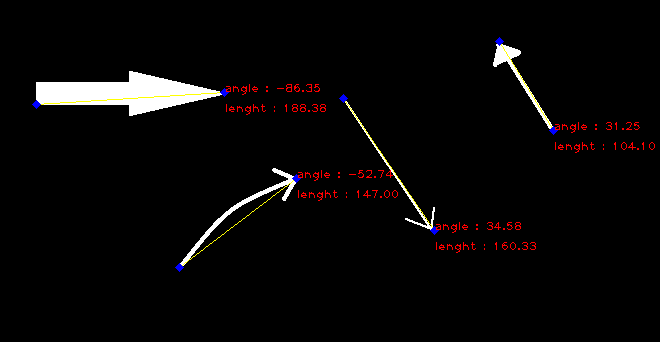 angle : -86.35
lenght : 188.38
angle : 31.25
lenght : 104.10
angle : -52.74
lenght : 147.00
angle : 34.58
lenght : 160.33